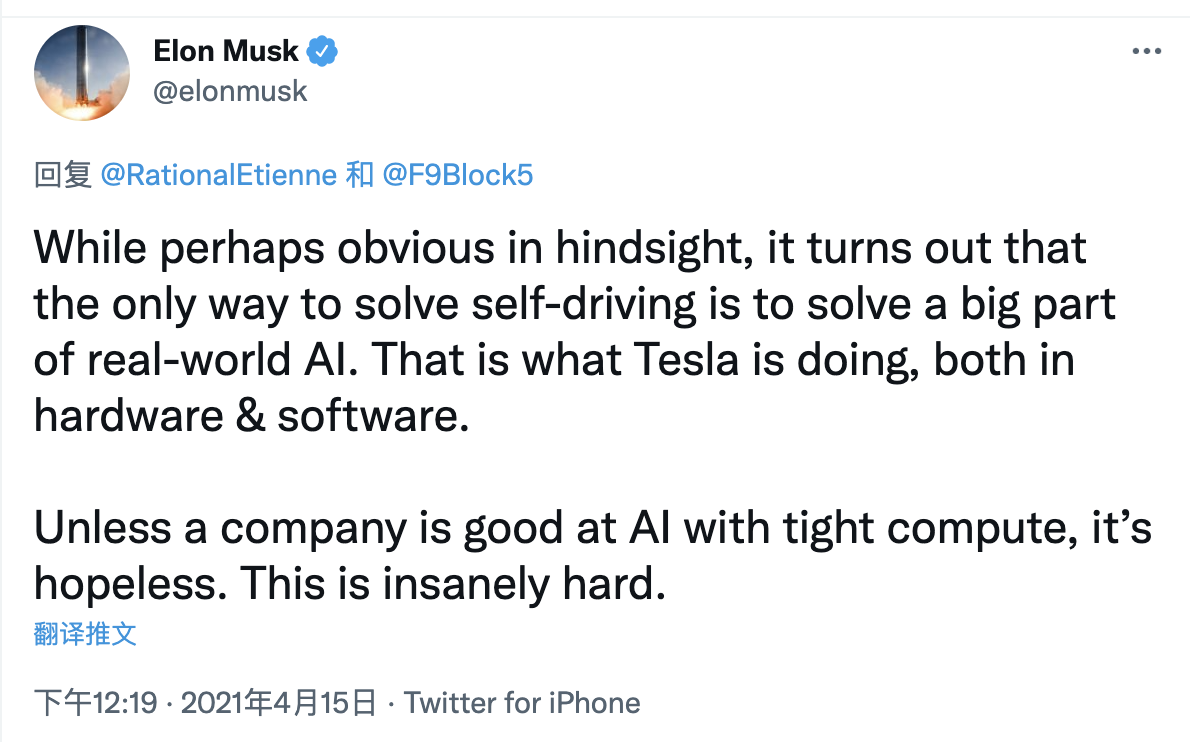 Elon Musk
@elonmusk
回复 @RationalEtienne 和 @F9Block5
While perhaps obvious in hindsight, it turns out that
the only way to solve self-driving is to solve a big part
of real-world AI. That is what Tesla is doing, both in
hardware & software.
Unless a company is good at AI with tight compute, it’s
hopeless. This is insanely hard.
翻译推文
下午12:19 · 2021年4月15日 · Twitter for iPhone